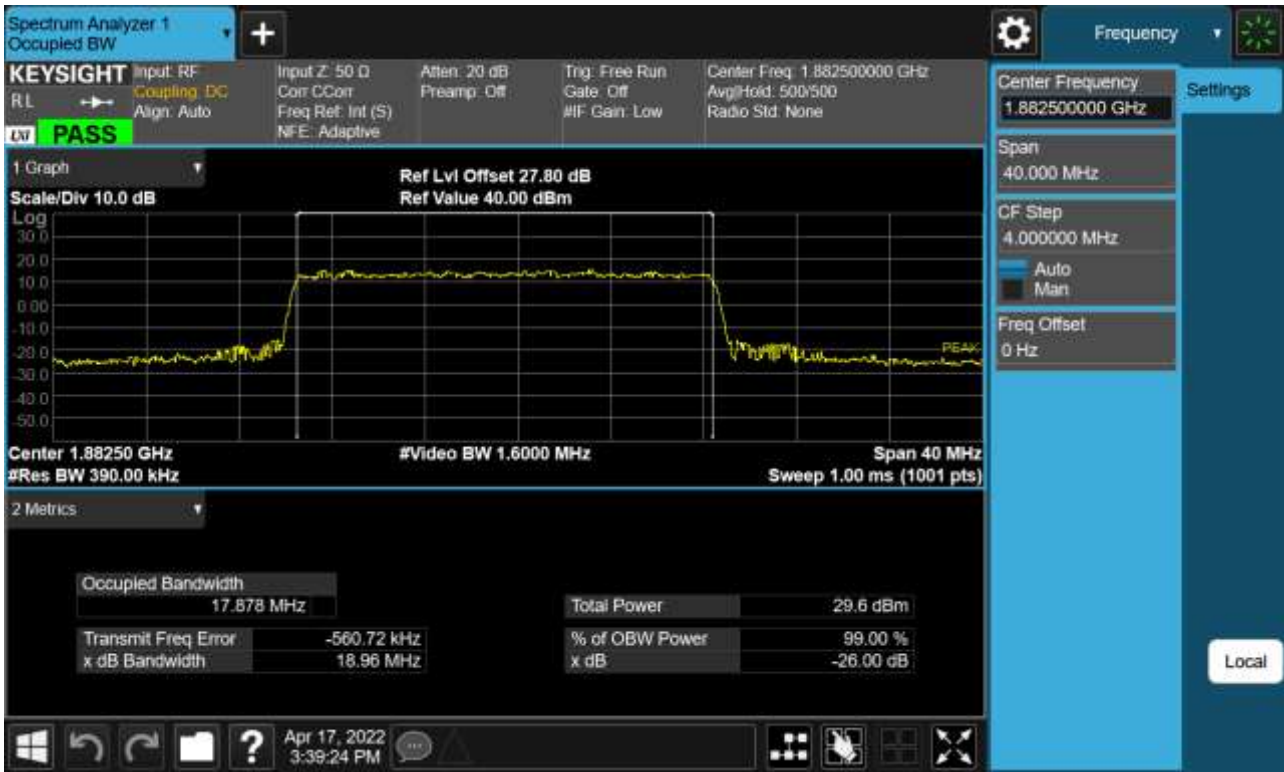 Spectrum Analyzer 1
Occupied BW
+
Frequency
KEYSIGHT
RL
LXI PASS
Input: RF
Coupling: DC
Align: Auto
Input Z: 50 Ω
Corr CCorr
Freq Ref: Int (S)
NFE: Adaptive
Atten: 20 dB
Preamp: Off
Trig: Free Run
Gate: Off
#IF Gain: Low
Center Freq: 1.882500000 GHz
Avg|Hold: 500/500
Radio Std: None
Center Frequency
1.882500000 GHz
Settings
Span
40.000 MHz
CF Step
4.000000 MHz
Auto
Man
Freq Offset
0 Hz
1 Graph
Scale/Div 10.0 dB
Ref Lvl Offset 27.80 dB
Ref Value 40.00 dBm
Log
30.0
20.0
10.0
0.00
-10.0
-20.0
-30.0
-40.0
-50.0
PEAK
Center 1.88250 GHz
#Video BW 1.6000 MHz
Span 40 MHz
#Res BW 390.00 kHz
Sweep 1.00 ms (1001 pts)
2 Metrics
Occupied Bandwidth
17.878 MHz
Total Power 29.6 dBm
Transmit Freq Error -560.72 kHz
% of OBW Power 99.00 %
x dB Bandwidth 18.96 MHz
x dB -26.00 dB
Local
?
Apr 17, 2022
3:39:24 PM